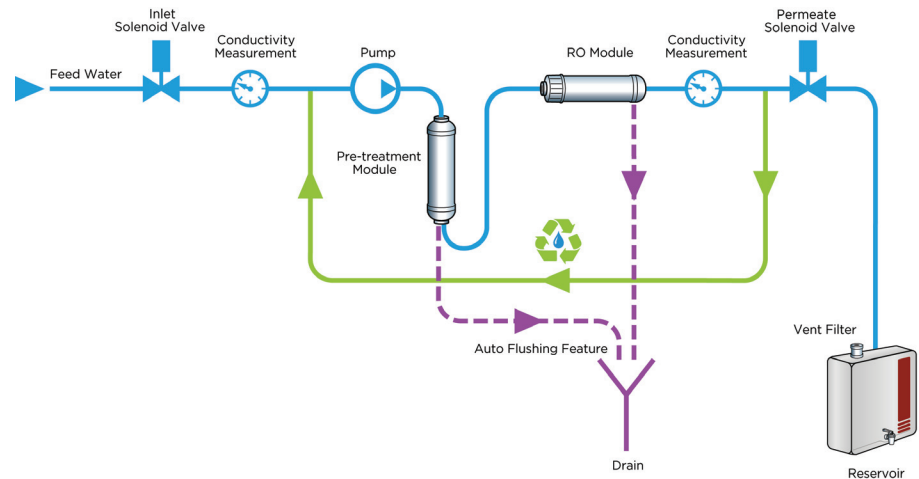 Inlet
Solenoid Valve
Conductivity
Measurement
Pump
RO Module
Conductivity
Measurement
Permeate
Solenoid Valve
Feed Water
Pre-treatment
Module
Vent Filter
Auto Flushing Feature
Drain
Reservoir